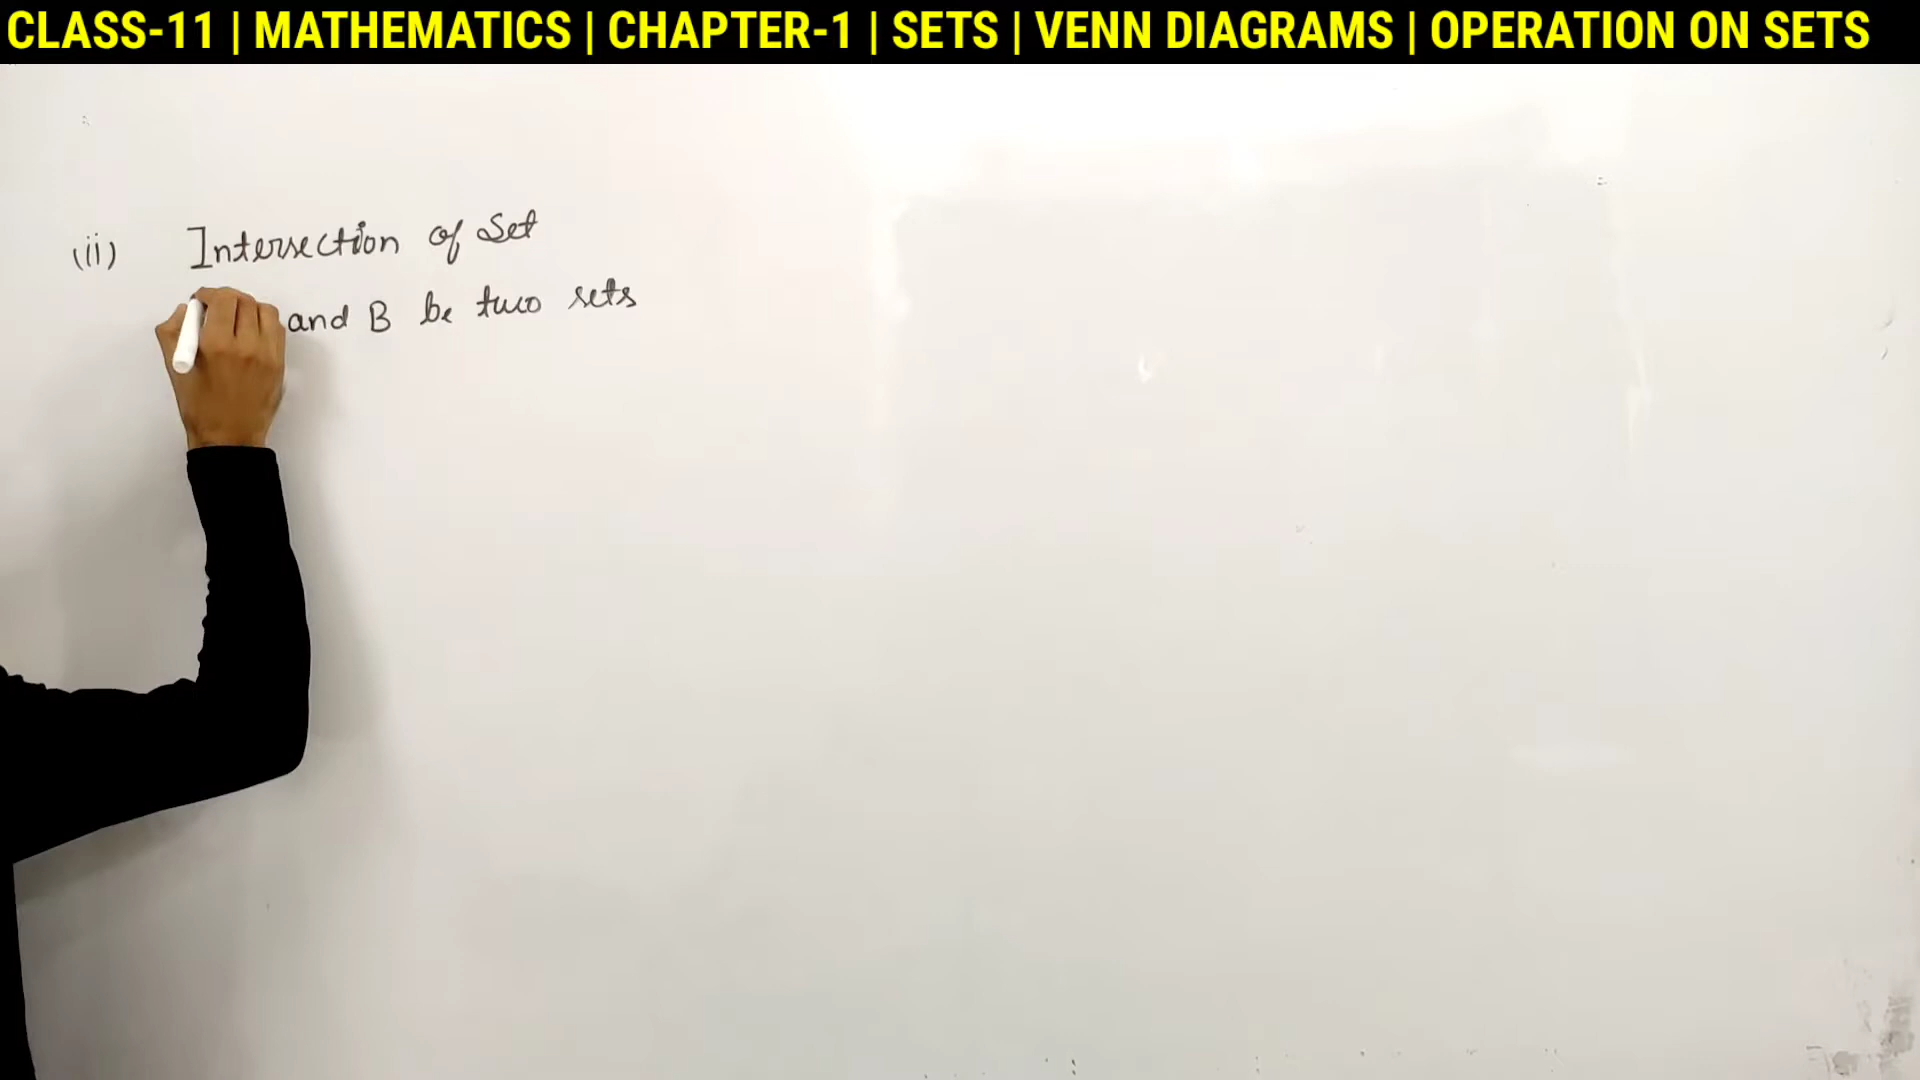 CLASS-11 | MATHEMATICS | CHAPTER-1 | SETS | VENN DIAGRAMS | OPERATION ON SETS
(ii) Intersection of Set
and B be two sets